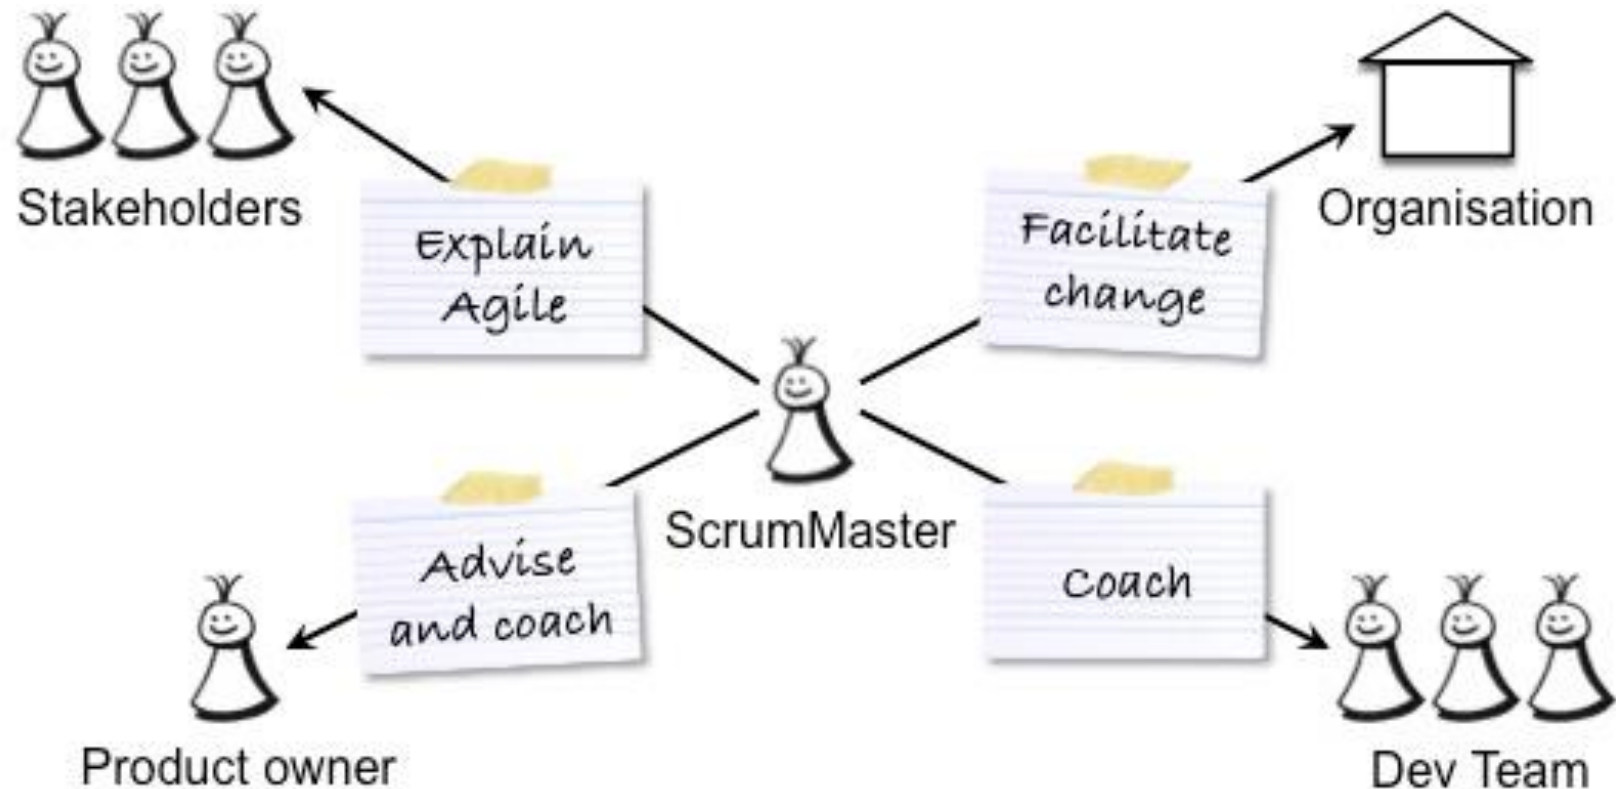 Stakeholders
Explain
Agile
Facilitate
change
Organisation
ScrumMaster
Advise
and coach
Product owner
Coach
Dev Team